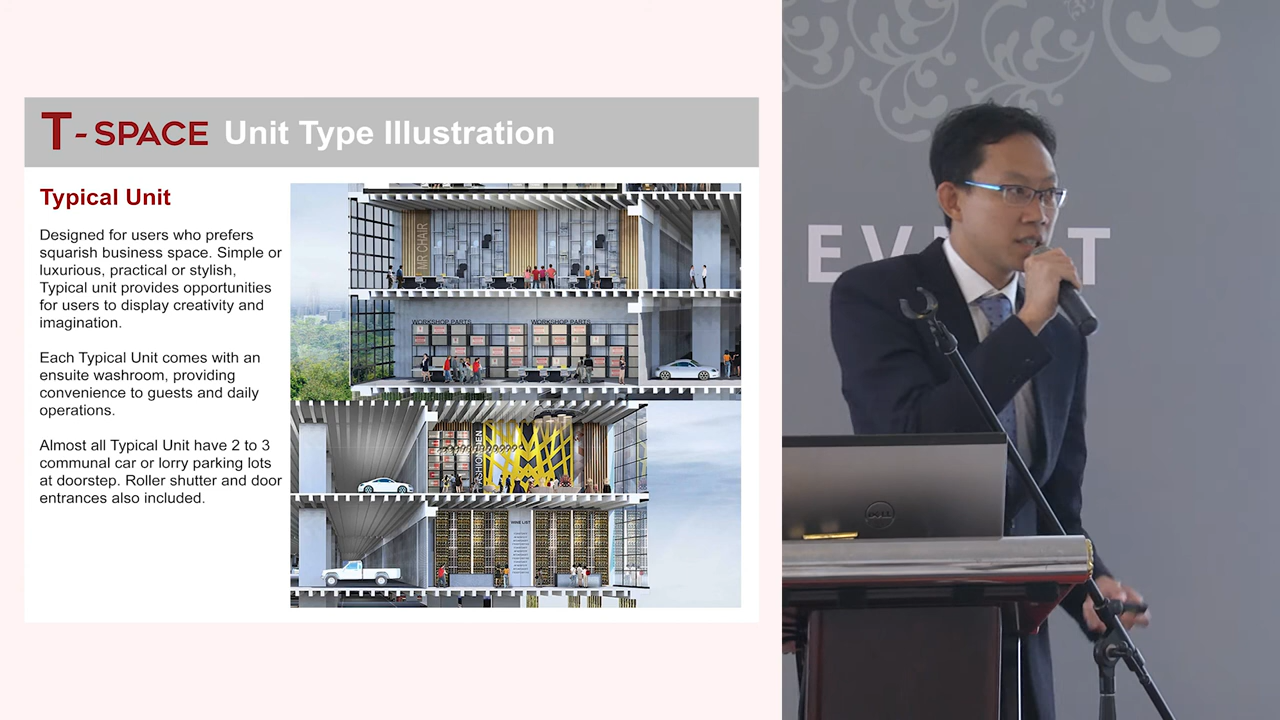 T-SPACE Unit Type Illustration
Typical Unit
Designed for users who prefers
squarish business space. Simple or
luxurious, practical or stylish,
Typical unit provides opportunities
for users to display creativity and
imagination.
Each Typical Unit comes with an
ensuite washroom, providing
convenience to guests and daily
operations.
Almost all Typical Unit have 2 to 3
communal car or lorry parking lots
at doorstep. Roller shutter and door
entrances also included.
MR CHAIR
WORKSHOP PARTS
WORKSHOP PARTS
WINE LIST
DELL